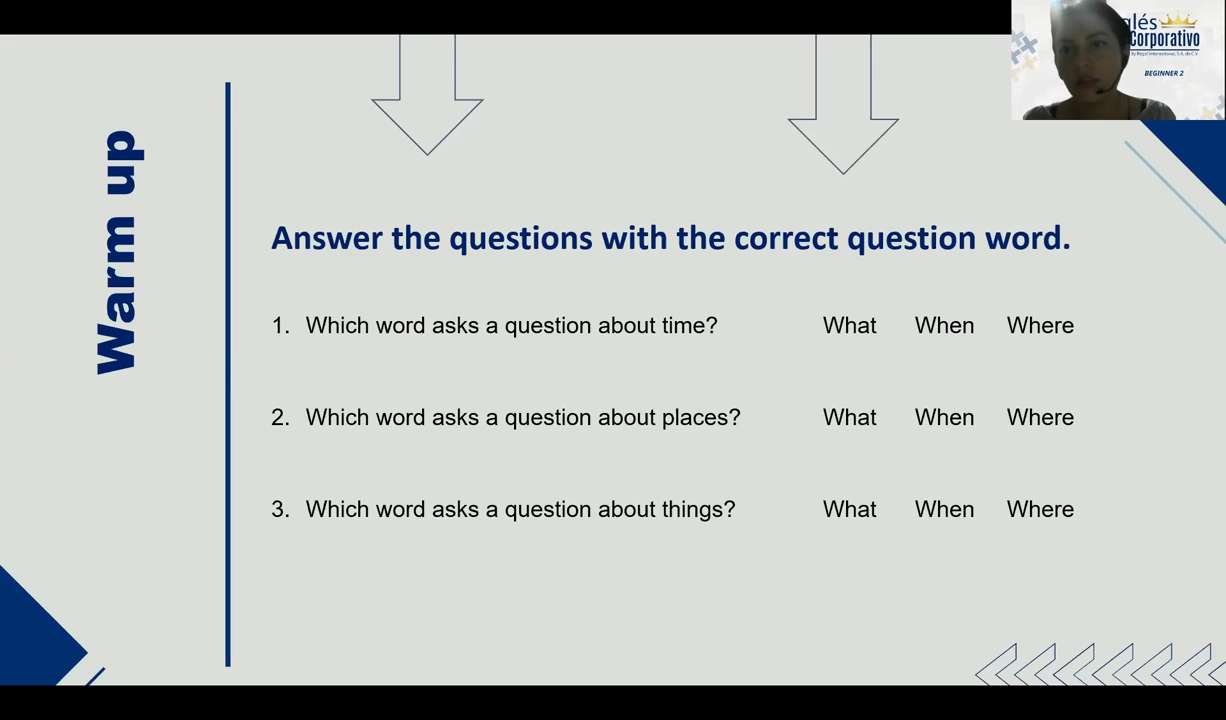 glés
Corporativo
BEGINNER 2
Warm up
Answer the questions with the correct question word.
1. Which word asks a question about time? What When Where
2. Which word asks a question about places? What When Where
3. Which word asks a question about things? What When Where